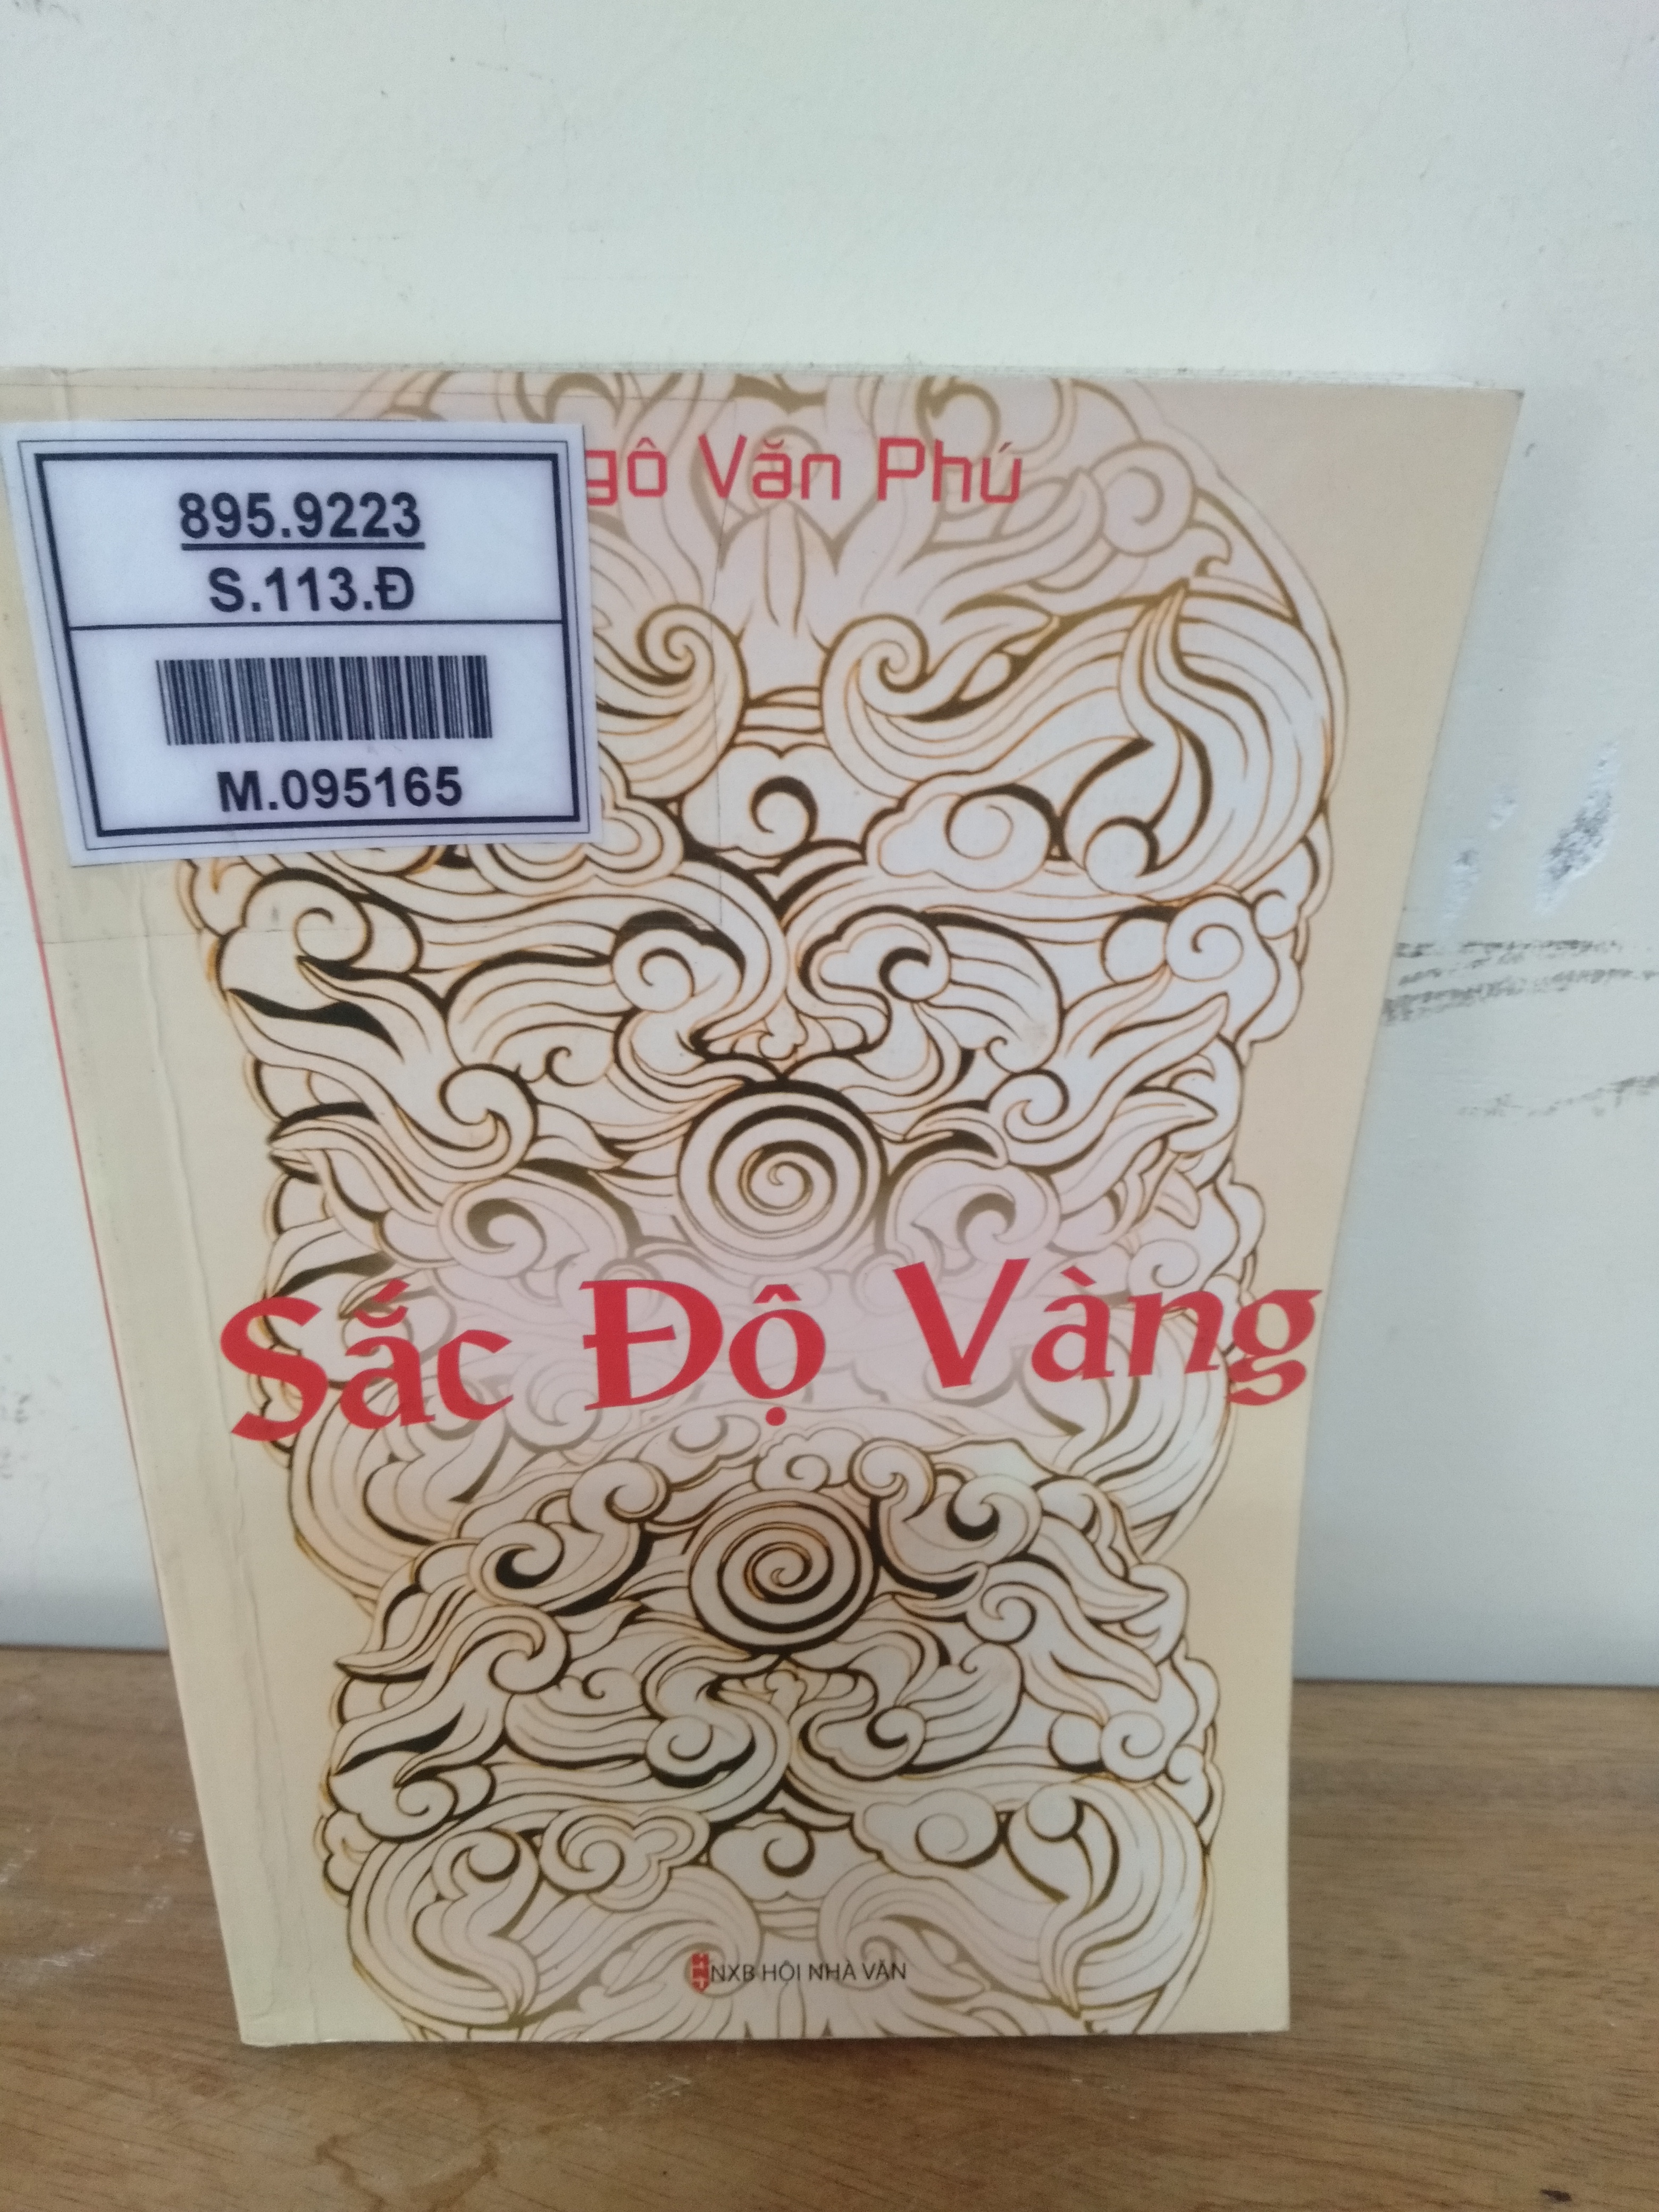 gô Văn Phú
895.9223
S.113.Đ
M.095165
Sắc Độ Vàng
NXB HỘI NHÀ VĂN